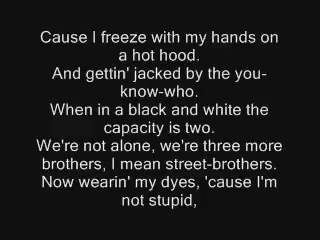 Cause I freeze with my hands on
a hot hood.
And gettin' jacked by the you-
know-who.
When in a black and white the
capacity is two.
We're not alone, we're three more
brothers, I mean street-brothers.
Now wearin' my dyes, 'cause I'm
not stupid,